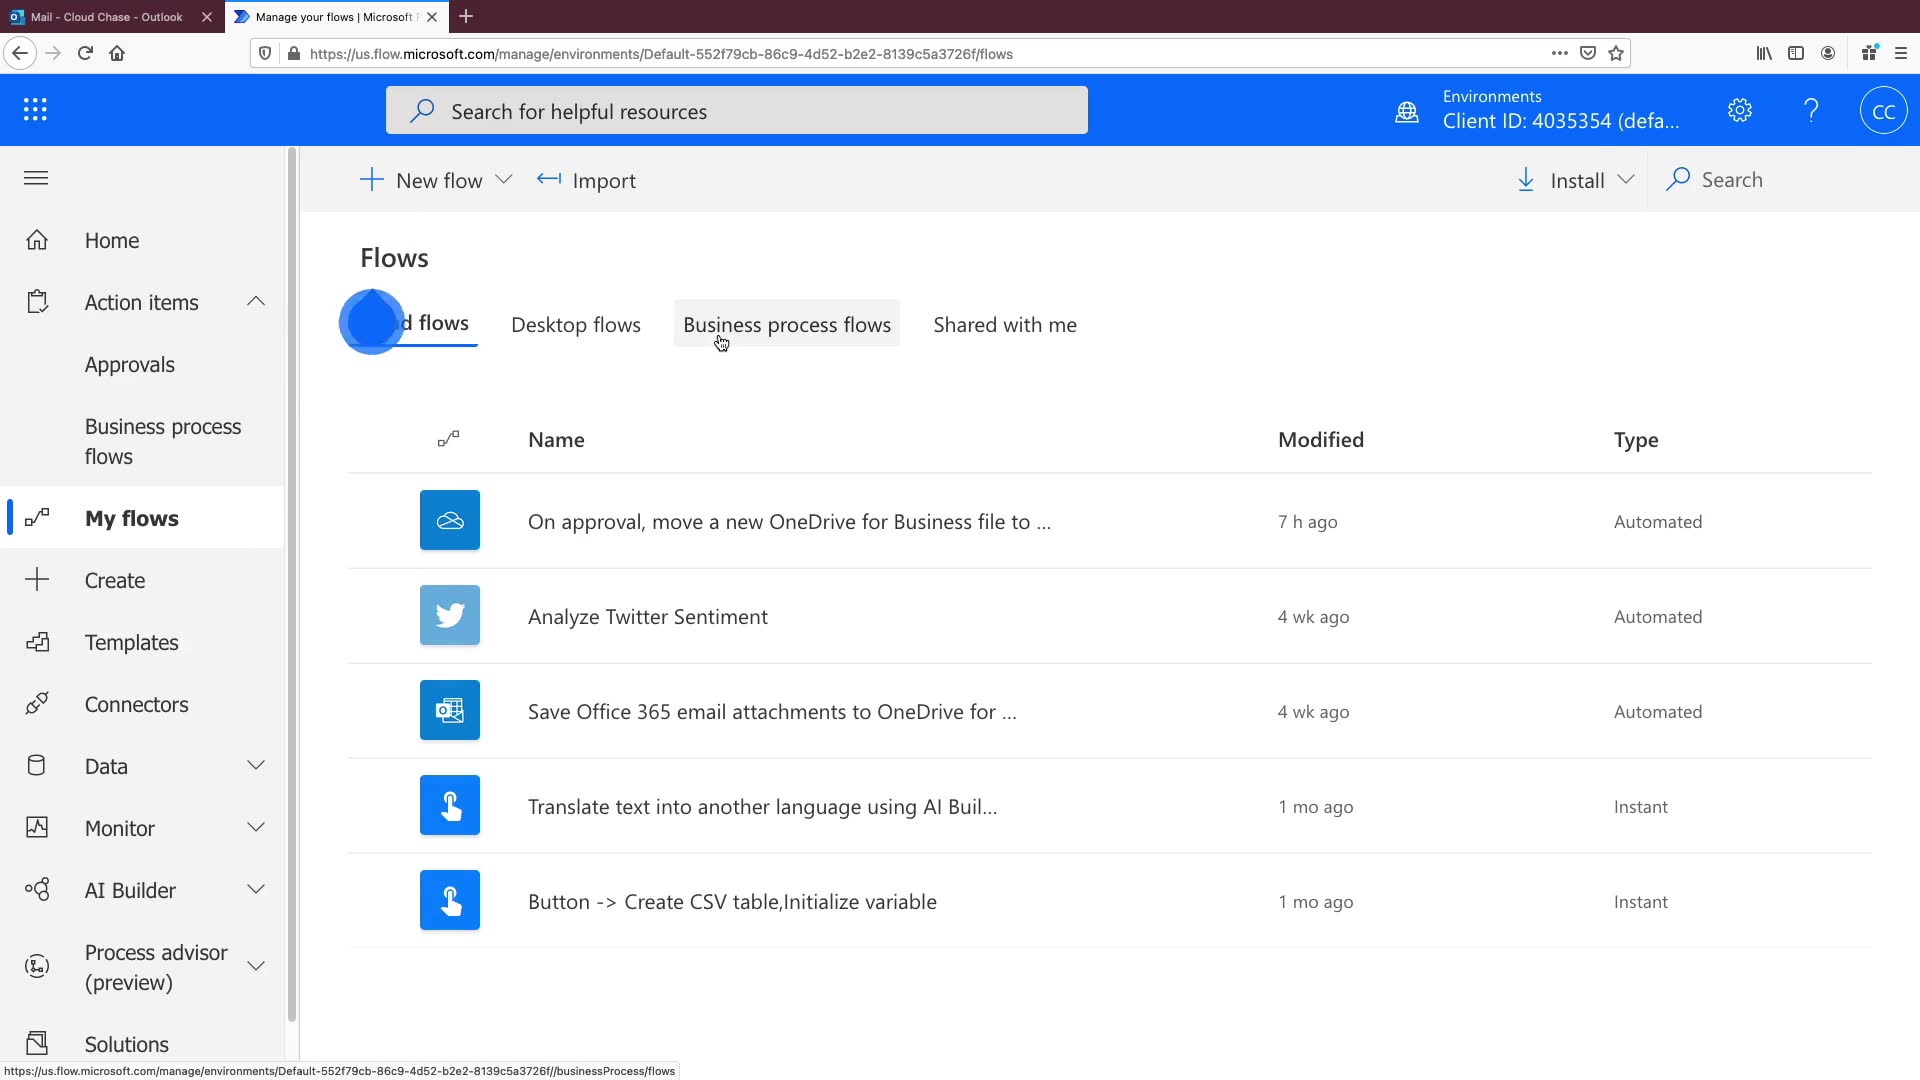 Mail - Cloud Chase - Outlook
Manage your flows | Microsoft
https://us.flow.microsoft.com/manage/environments/Default-552f79cb-86c9-4d52-b2e2-8139c5a3726f/flows
Search for helpful resources
Environments
Client ID: 4035354 (defa...
CC
New flow
Import
Install
Search
Home
Action items
Approvals
Business process
flows
My flows
Create
Templates
Connectors
Data
Monitor
AI Builder
Process advisor
(preview)
Solutions
Flows
d flows
Desktop flows
Business process flows
Shared with me
Name
Modified
Type
On approval, move a new OneDrive for Business file to ...
7 h ago
Automated
Analyze Twitter Sentiment
4 wk ago
Automated
Save Office 365 email attachments to OneDrive for ...
4 wk ago
Automated
Translate text into another language using AI Buil...
1 mo ago
Instant
Button -> Create CSV table,Initialize variable
1 mo ago
Instant
https://us.flow.microsoft.com/manage/environments/Default-552f79cb-86c9-4d52-b2e2-8139c5a3726f//businessProcess/flows